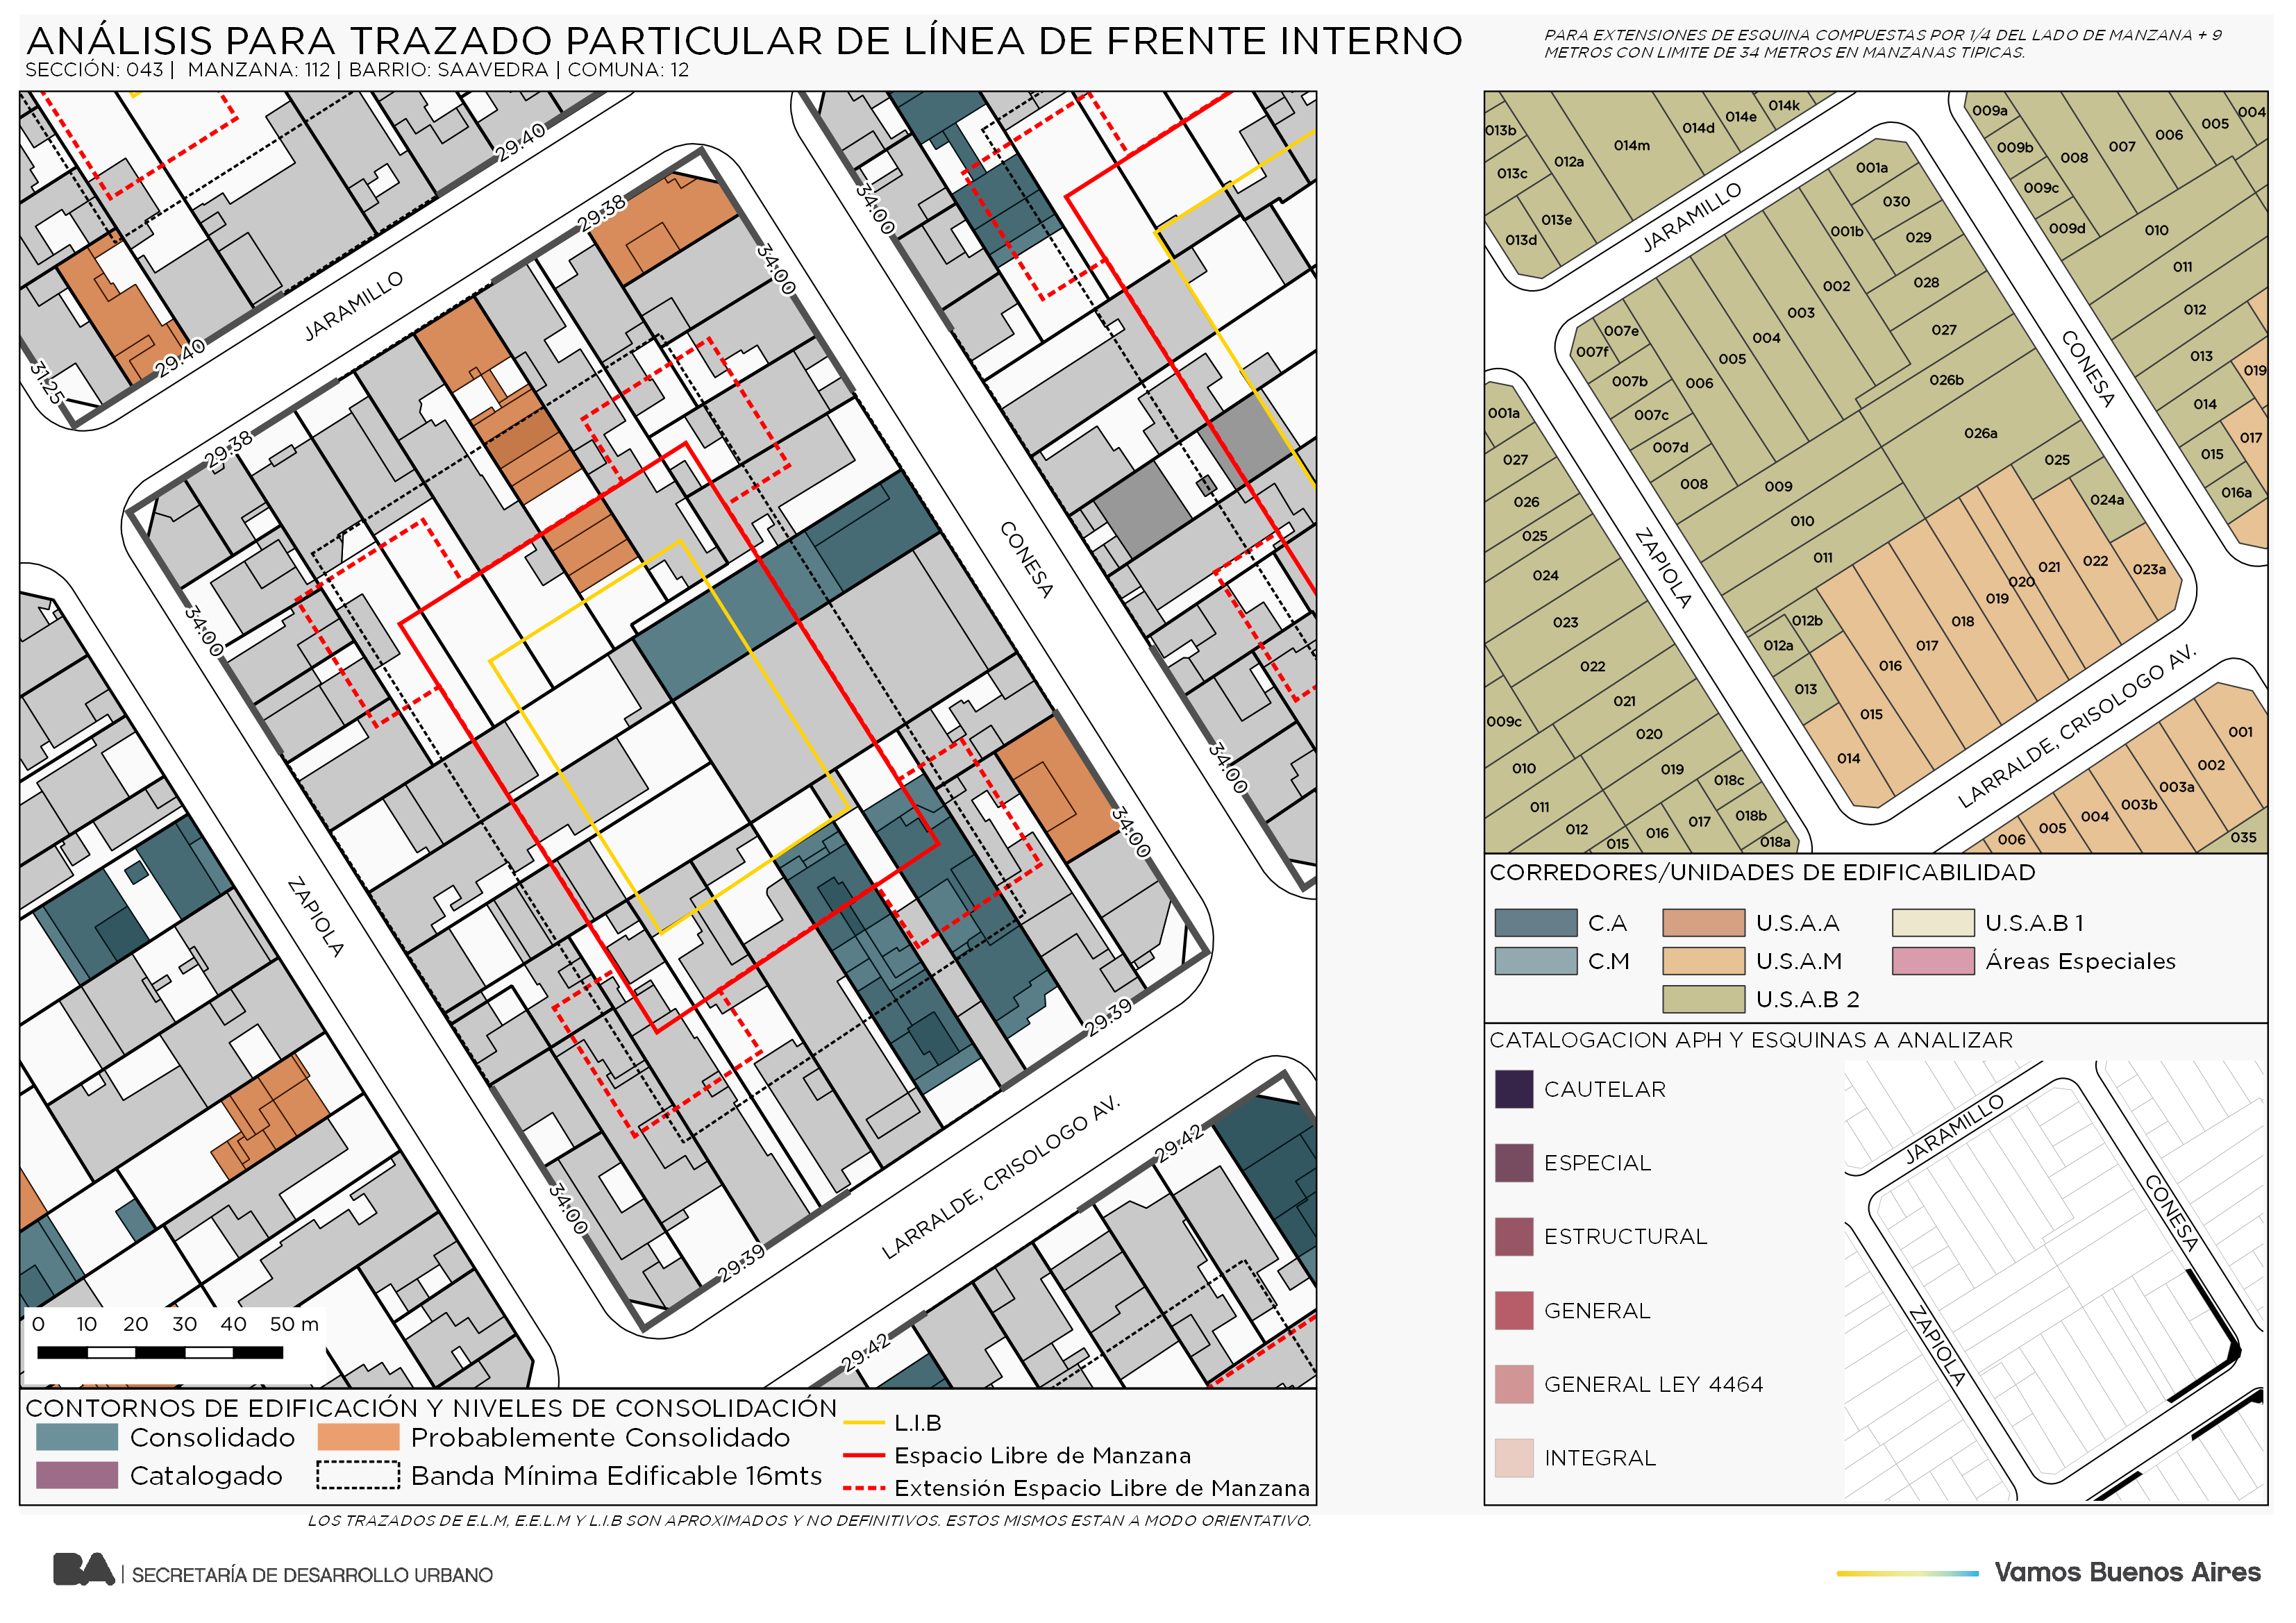 ANÁLISIS PARA TRAZADO PARTICULAR DE LÍNEA DE FRENTE INTERNO
SECCIÓN: 043 | MANZANA: 112 | BARRIO: SAAVEDRA | COMUNA: 12
PARA EXTENSIONES DE ESQUINA COMPUESTAS POR 1/4 DEL LADO DE MANZANA + 9
METROS CON LIMITE DE 34 METROS EN MANZANAS TIPICAS.
29.40
29.40
31.25
JARAMILLO
29.38
29.38
34.00
34.00
34.00
CONESA
34.00
34.00
ZAPIOLA
34.00
29.39
29.39
LARRALDE, CRISOLOGO AV.
29.42
29.42
0 10 20 30 40 50 m
CONTORNOS DE EDIFICACIÓN Y NIVELES DE CONSOLIDACIÓN
Consolidado
Probablemente Consolidado
Catalogado
Banda Mínima Edificable 16mts
L.I.B
Espacio Libre de Manzana
Extensión Espacio Libre de Manzana
LOS TRAZADOS DE E.L.M, E.E.L.M Y L.I.B SON APROXIMADOS Y NO DEFINITIVOS. ESTOS MISMOS ESTAN A MODO ORIENTATIVO.
013b
013c
013d
013e
012a
014m
014d
014e
014k
009a
009b
009c
009d
008
007
006
005
004
010
011
012
013
014
015
016a
019
017
JARAMILLO
CONESA
ZAPIOLA
LARRALDE, CRISOLOGO AV.
001a
030
029
028
027
001b
002
003
004
005
006
007e
007f
007b
007c
007d
008
009
010
011
026b
026a
025
024a
023a
022
021
020
019
018
017
016
015
014
013
012a
012b
001a
027
026
025
024
023
022
021
020
019
018c
018b
018a
017
016
015
009c
010
011
012
001
002
003a
003b
004
005
006
035
CORREDORES/UNIDADES DE EDIFICABILIDAD
C.A
C.M
U.S.A.A
U.S.A.M
U.S.A.B 2
U.S.A.B 1
Áreas Especiales
CATALOGACION APH Y ESQUINAS A ANALIZAR
CAUTELAR
ESPECIAL
ESTRUCTURAL
GENERAL
GENERAL LEY 4464
INTEGRAL
JARAMILLO
CONESA
ZAPIOLA
BA | SECRETARÍA DE DESARROLLO URBANO
Vamos Buenos Aires